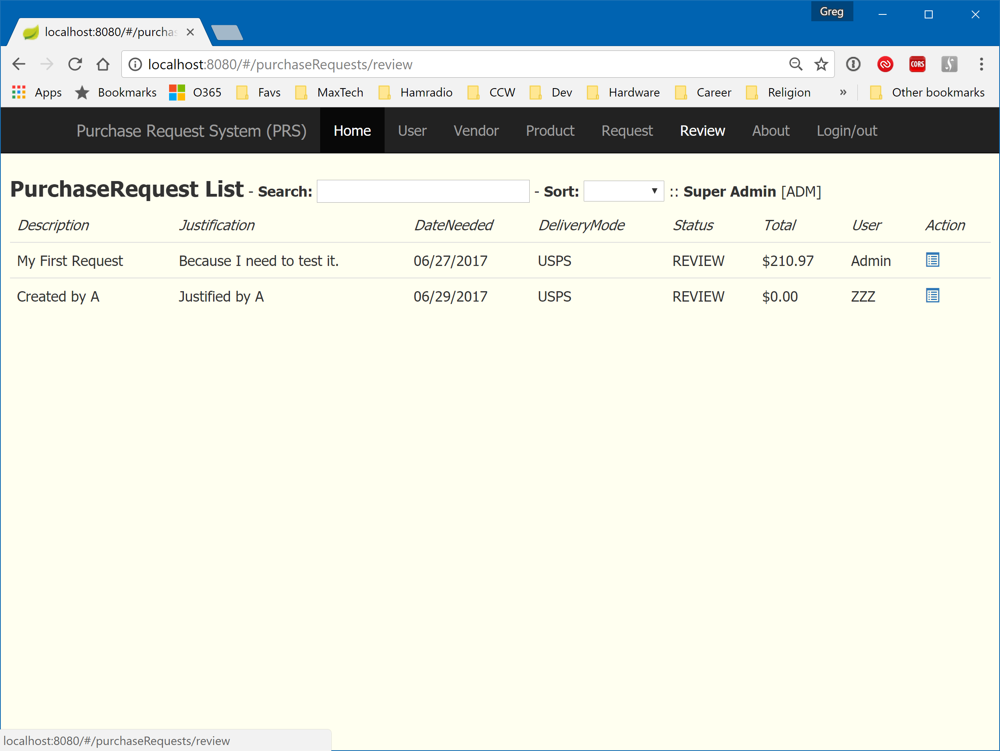 Greg
localhost:8080/#/purchas
localhost:8080/#/purchaseRequests/review
CORS
Apps Bookmarks O365 Favs MaxTech Hamradio CCW Dev Hardware Career Religion » Other bookmarks
Purchase Request System (PRS) Home User Vendor Product Request Review About Login/out
PurchaseRequest List - Search: - Sort: :: Super Admin [ADM]
Description Justification DateNeeded DeliveryMode Status Total User Action
My First Request Because I need to test it. 06/27/2017 USPS REVIEW $210.97 Admin
Created by A Justified by A 06/29/2017 USPS REVIEW $0.00 ZZZ
localhost:8080/#/purchaseRequests/review